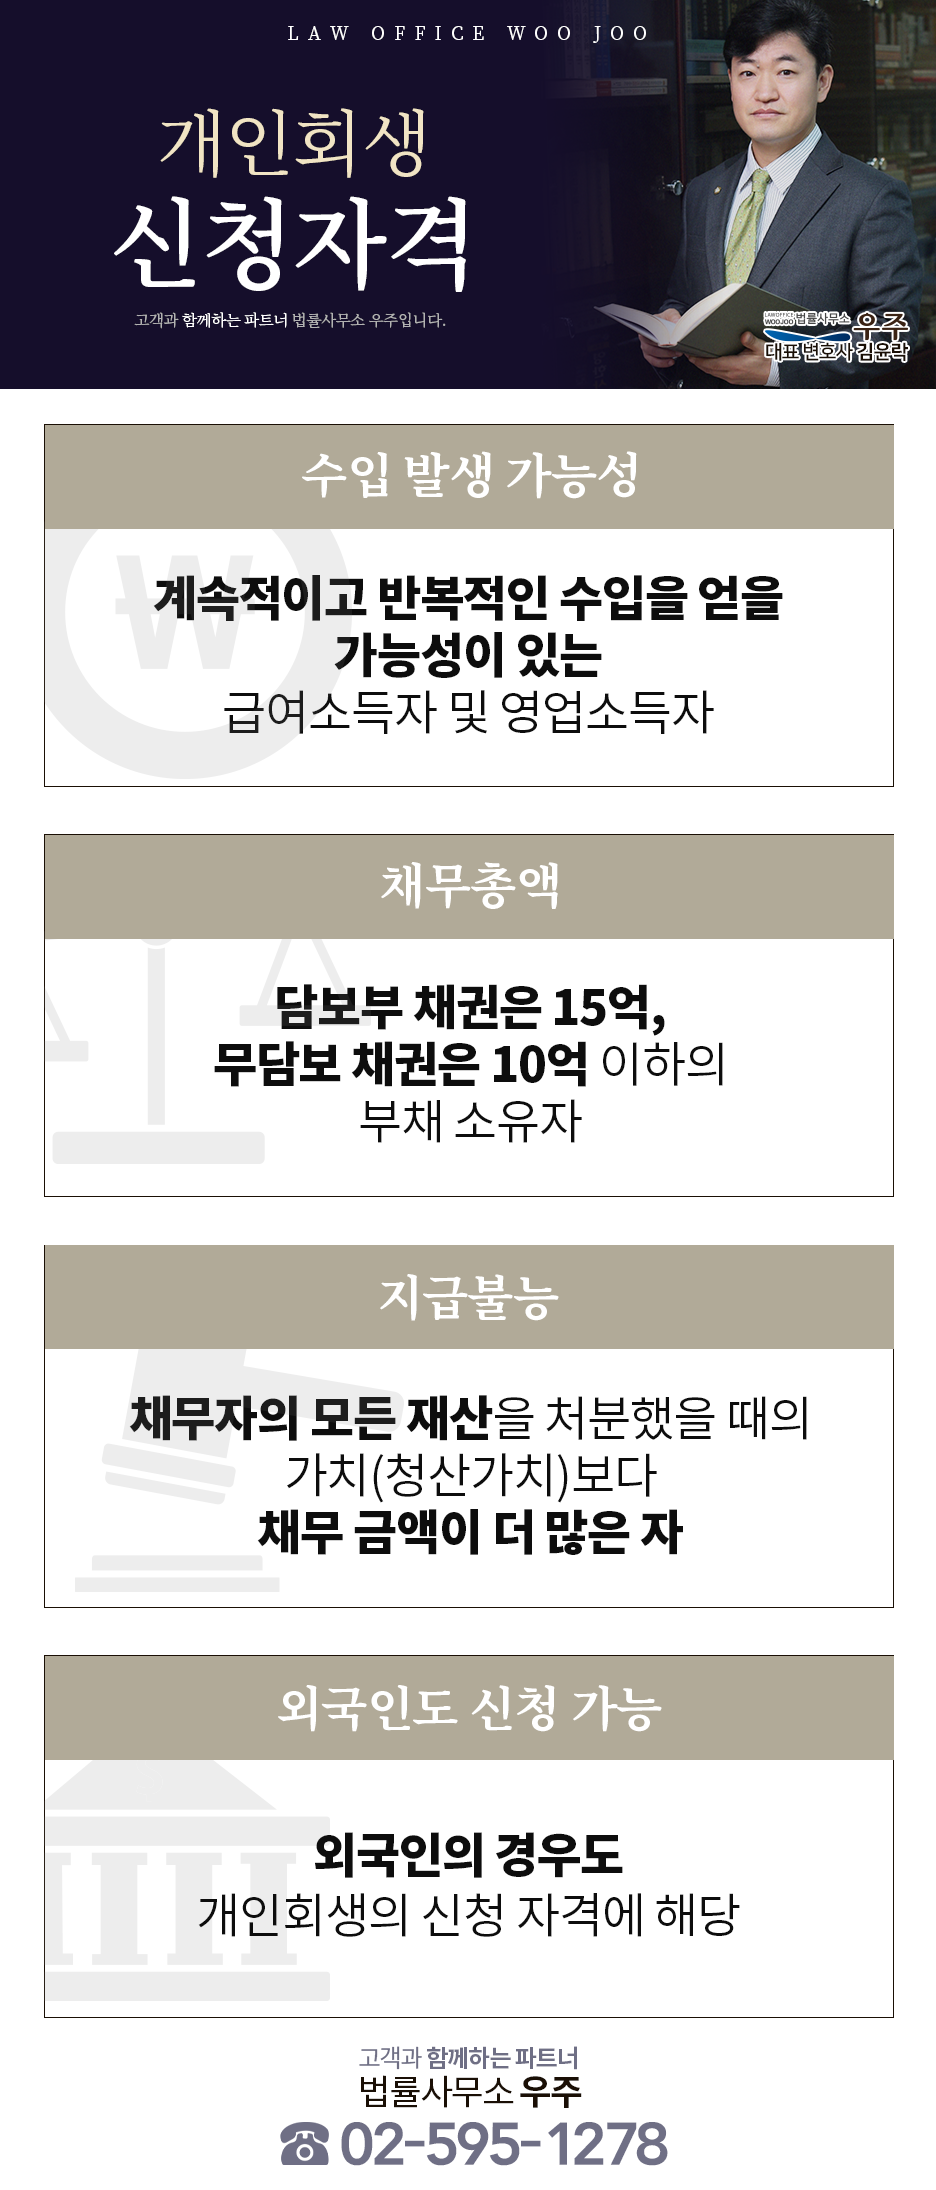 LAW OFFICE WOO JOO
개인회생
신청자격
고객과 함께하는 파트너 법률사무소 우주입니다.
LAWOFFICE
WOOJOO 법률사무소 우주
대표 변호사 김윤락
수입 발생 가능성
계속적이고 반복적인 수입을 얻을
가능성이 있는
급여소득자 및 영업소득자
채무총액
담보부 채권은 15억,
무담보 채권은 10억 이하의
부채 소유자
지급불능
채무자의 모든 재산을 처분했을 때의
가치(청산가치)보다
채무 금액이 더 많은 자
외국인도 신청 가능
외국인의 경우도
개인회생의 신청 자격에 해당
고객과 함께하는 파트너
법률사무소 우주
☎ 02-595-1278